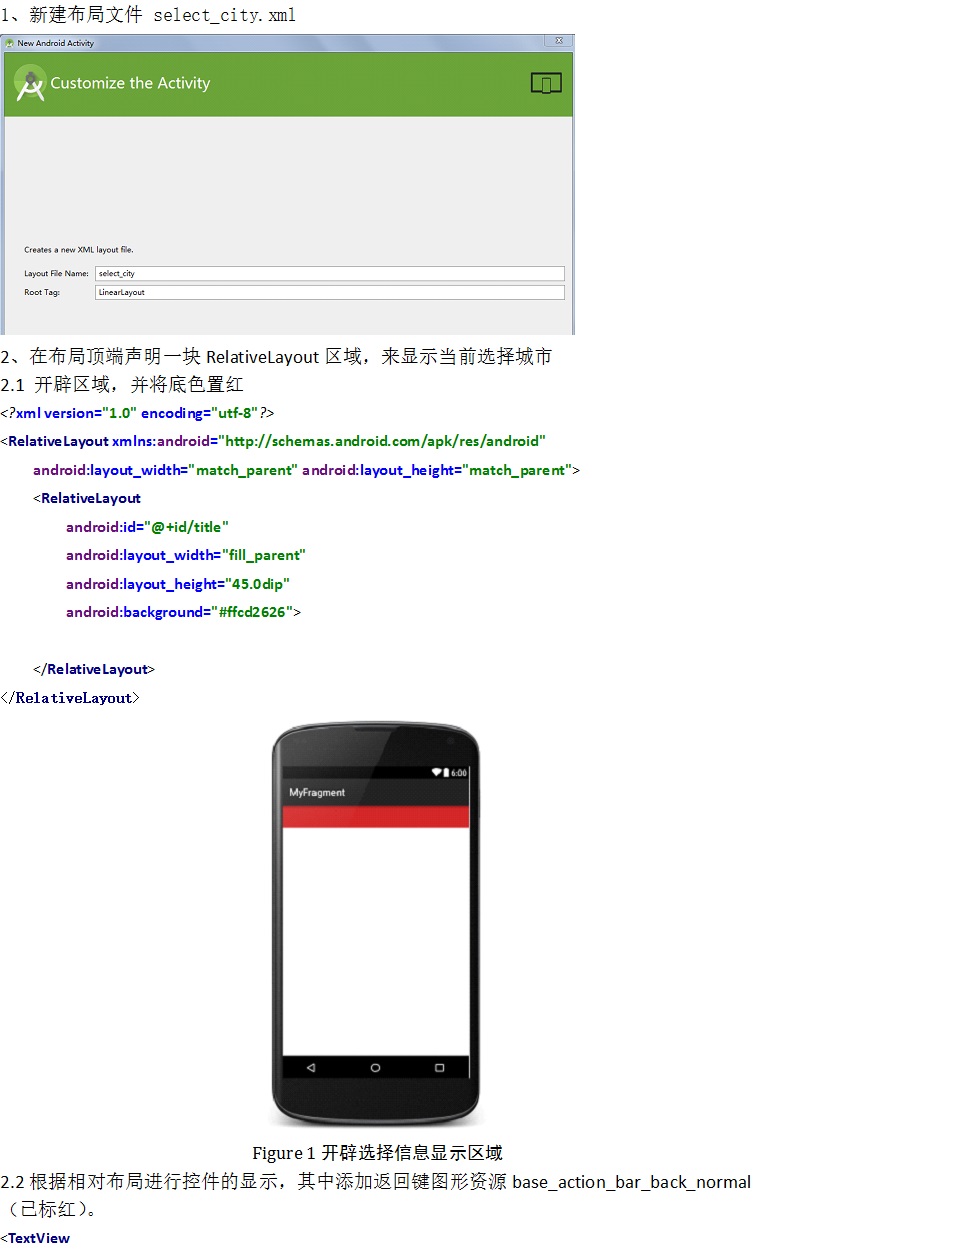 1、新建布局文件 select_city.xml
New Android Activity
Customize the Activity
Creates a new XML layout file.
Layout File Name: select_city
Root Tag: LinearLayout
2、在布局顶端声明一块 RelativeLayout 区域，来显示当前选择城市
2.1 开辟区域，并将底色置红
<?xml version="1.0" encoding="utf-8"?>
<RelativeLayout xmlns:android="http://schemas.android.com/apk/res/android"
android:layout_width="match_parent" android:layout_height="match_parent">
<RelativeLayout
android:id="@+id/title"
android:layout_width="fill_parent"
android:layout_height="45.0dip"
android:background="#ffcd2626">
</RelativeLayout>
</RelativeLayout>
6:00
MyFragment
Figure 1 开辟选择信息显示区域
2.2 根据相对布局进行控件的显示，其中添加返回键图形资源 base_action_bar_back_normal
（已标红）。
<TextView